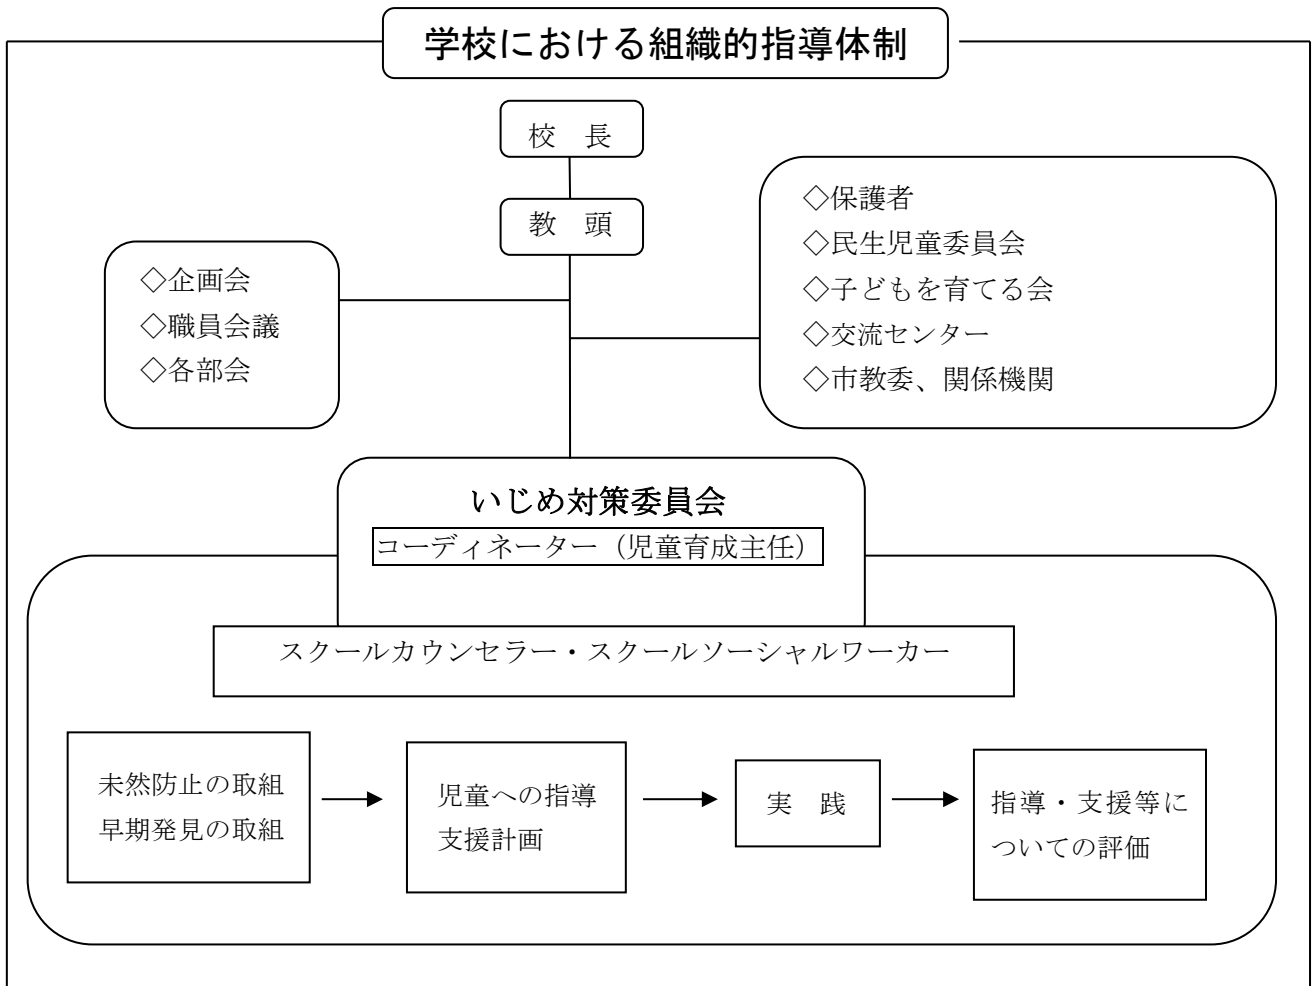 学校における組織的指導体制
校　長
教　頭
◇企画会
◇職員会議
◇各部会
◇保護者
◇民生児童委員会
◇子どもを育てる会
◇交流センター
◇市教委、関係機関
いじめ対策委員会
コーディネーター（児童育成主任）
スクールカウンセラー・スクールソーシャルワーカー
未然防止の取組
早期発見の取組
児童への指導
支援計画
実　践
指導・支援等に
ついての評価